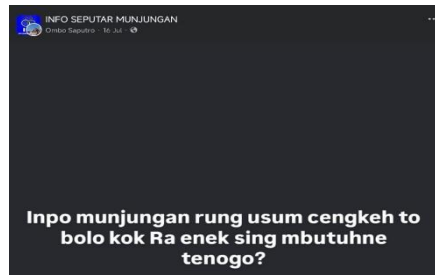 INFO SEPUTAR MUNJUNGAN
Ombo Saputro · 16 Jul ·
Inpo munjungan rung usum cengkeh to
bolo kok Ra enek sing mbutuhne
tenogo?